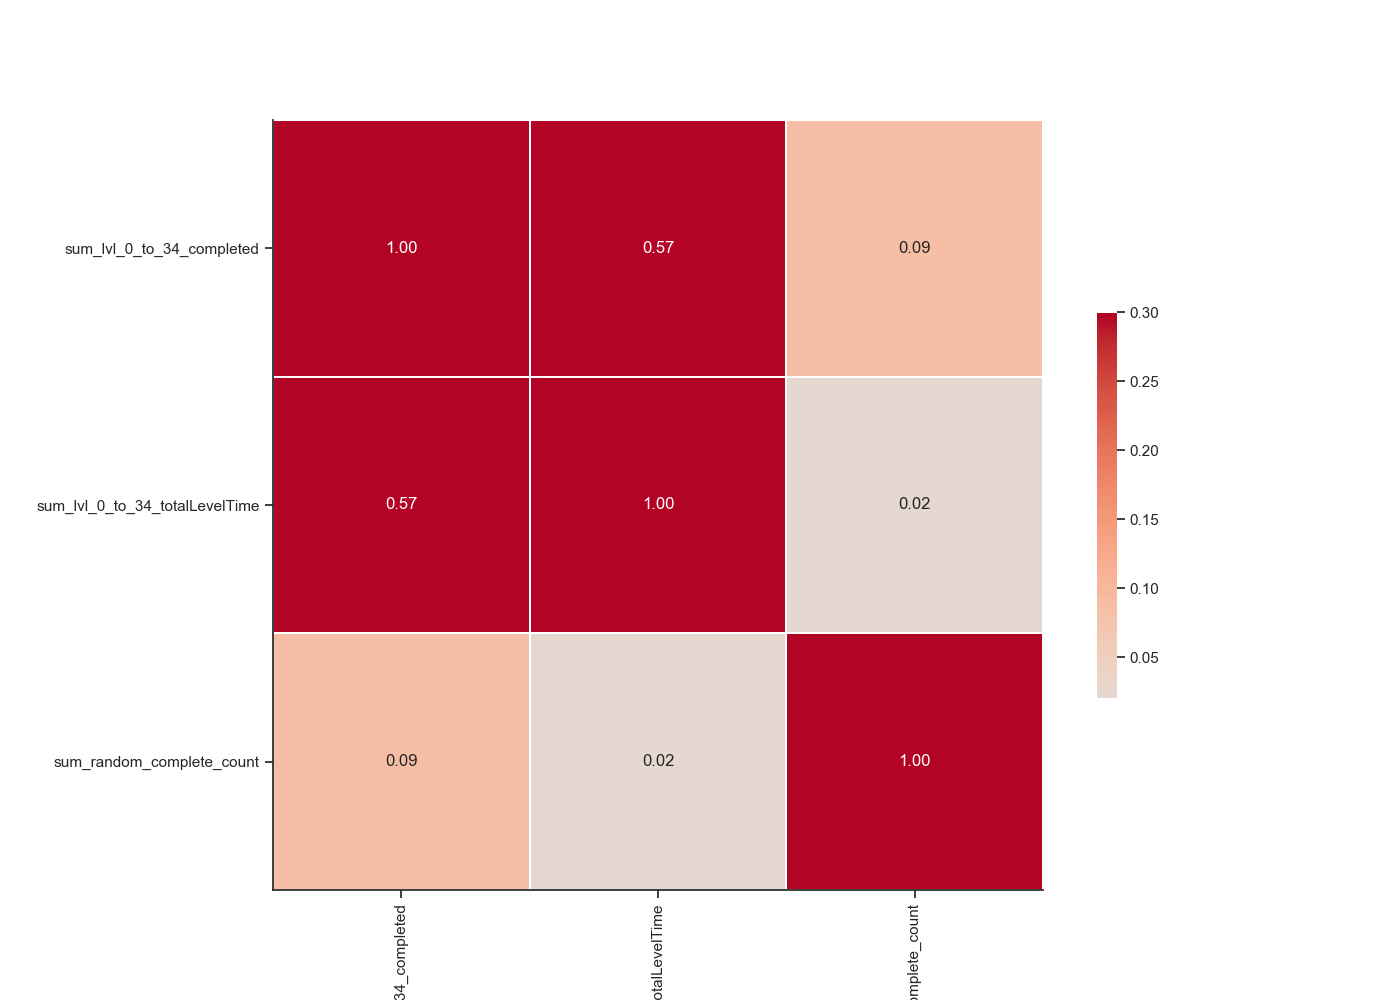 sum_lvl_0_to_34_completed
1.00
0.57
0.09
sum_lvl_0_to_34_totalLevelTime
0.57
1.00
0.02
sum_random_complete_count
0.09
0.02
1.00
34_completed
otalLevelTime
omplete_count
0.30
0.25
0.20
0.15
0.10
0.05